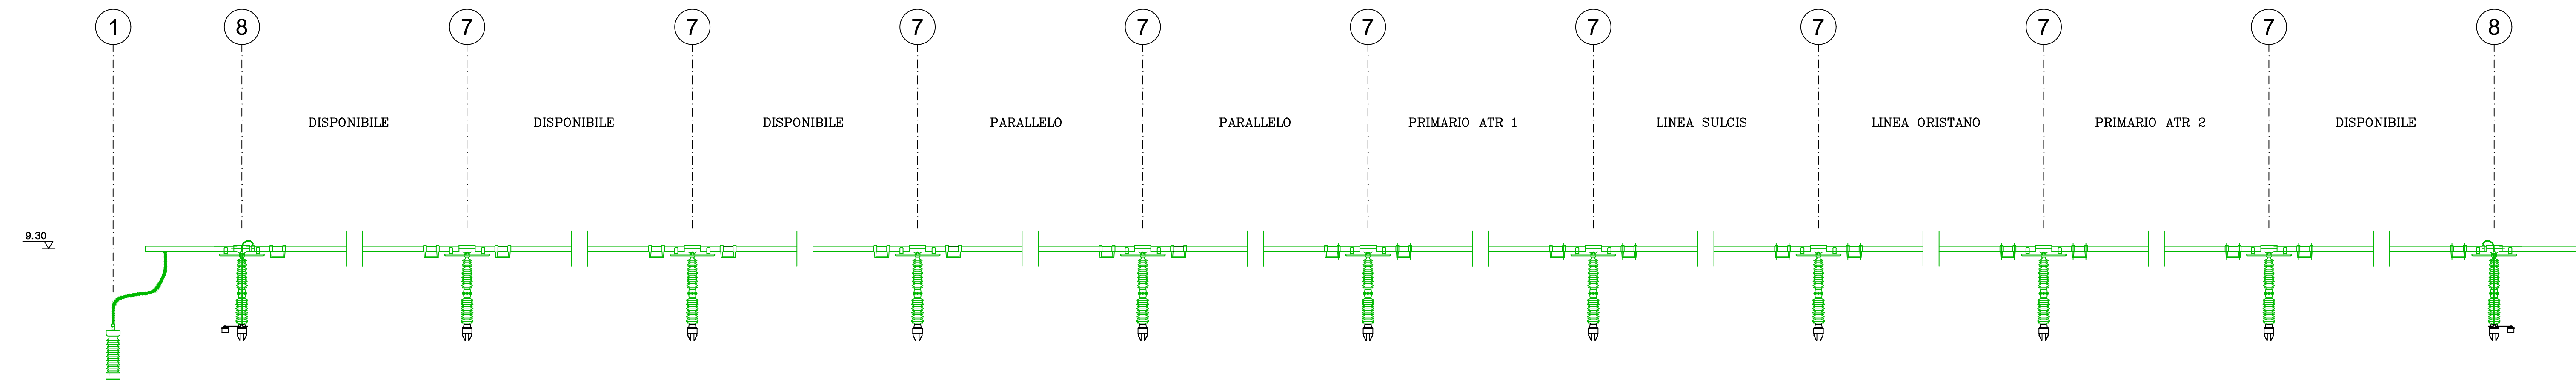 1 8 7 7 7 7 7 7 7 7 7 8
DISPONIBILE DISPONIBILE DISPONIBILE PARALLELO PARALLELO PRIMARIO ATR 1 LINEA SULCIS LINEA ORISTANO PRIMARIO ATR 2 DISPONIBILE
9.30